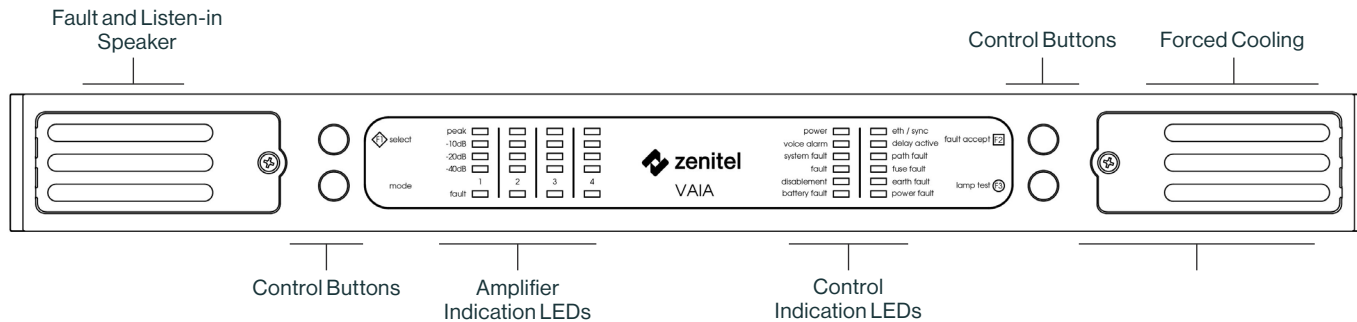 Fault and Listen-in
Speaker
Control Buttons
Forced Cooling
F1 select
mode
peak
-10dB
-20dB
-40dB
1 2 3 4
fault
zenitel
VAIA
power
voice alarm
system fault
fault
disablement
battery fault
eth / sync
delay active
path fault
fuse fault
earth fault
power fault
fault accept F2
lamp test F3
Control Buttons
Amplifier
Indication LEDs
Control
Indication LEDs